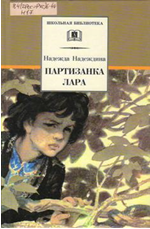 ШКОЛЬНАЯ БИБЛИОТЕКА
Надежда Надеждина
ПАРТИЗАНКА
ЛАРА